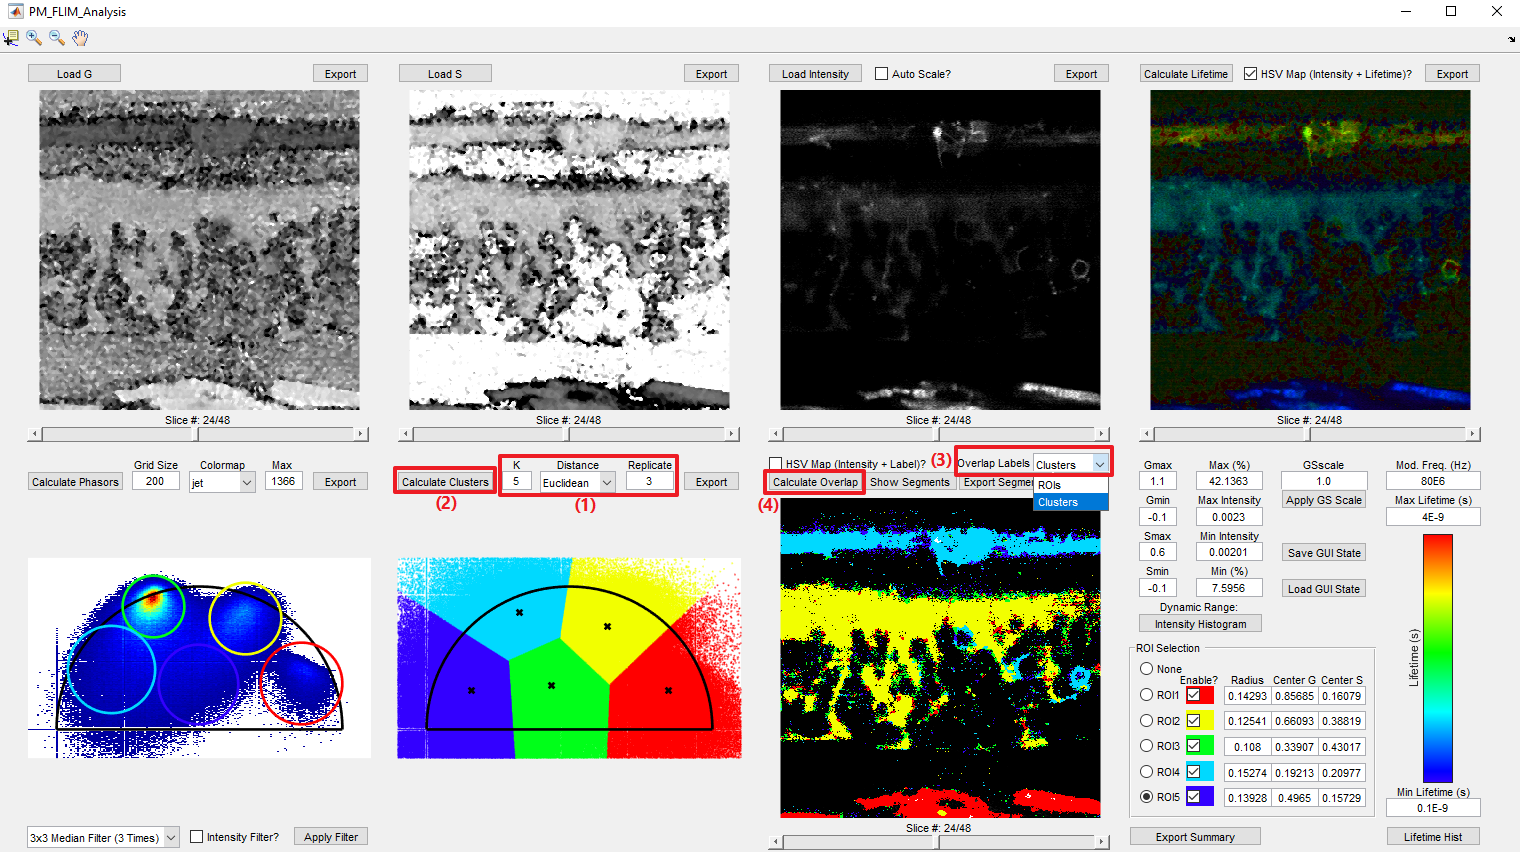 PM_FLIM_Analysis
Load G
Export
Load S
Export
Load Intensity
Auto Scale?
Export
Calculate Lifetime
HSV Map (Intensity + Lifetime)?
Export
Slice #: 24/48
Slice #: 24/48
Slice #: 24/48
Slice #: 24/48
Calculate Phasors
Grid Size
200
Colormap
jet
Max
1366
Export
Calculate Clusters
(2)
K
5
Distance
Euclidean
Replicate
3
(1)
Export
HSV Map (Intensity + Label)?
(3)
Overlap Labels
Clusters
ROIs
Clusters
Calculate Overlap
(4)
Show Segments
Export Segmen
Slice #: 24/48
Gmax
1.1
Gmin
-0.1
Smax
0.6
Smin
-0.1
Max (%)
42.1363
Max Intensity
0.0023
Min Intensity
0.00201
Min (%)
7.5956
Dynamic Range:
Intensity Histogram
GSscale
1.0
Apply GS Scale
Save GUI State
Load GUI State
Mod. Freq. (Hz)
80E6
Max Lifetime (s)
4E-9
Lifetime (s)
Min Lifetime (s)
0.1E-9
Lifetime Hist
ROI Selection
None
Enable? Radius Center G Center S
ROI1 0.14293 0.85685 0.16079
ROI2 0.12541 0.66093 0.38819
ROI3 0.108 0.33907 0.43017
ROI4 0.15274 0.19213 0.20977
ROI5 0.13928 0.4965 0.15729
Export Summary
3x3 Median Filter (3 Times)
Intensity Filter?
Apply Filter